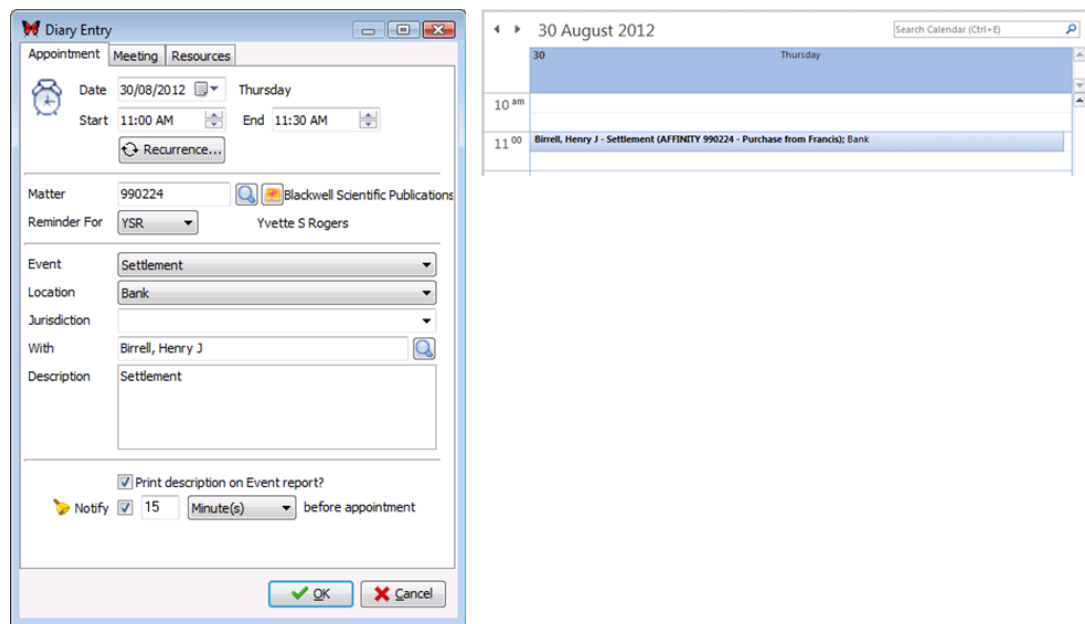 Diary Entry
Appointment Meeting Resources
Date 30/08/2012 Thursday
Start 11:00 AM End 11:30 AM
Recurrence...
Matter 990224 Blackwell Scientific Publications
Reminder For YSR Yvette S Rogers
Event Settlement
Location Bank
Jurisdiction
With Birrell, Henry J
Description Settlement
Print description on Event report?
Notify 15 Minute(s) before appointment
OK Cancel
30 August 2012 Search Calendar (Ctrl+E)
30 Thursday
10 am
11 00 Birrell, Henry J - Settlement (AFFINITY 990224 - Purchase from Francis); Bank